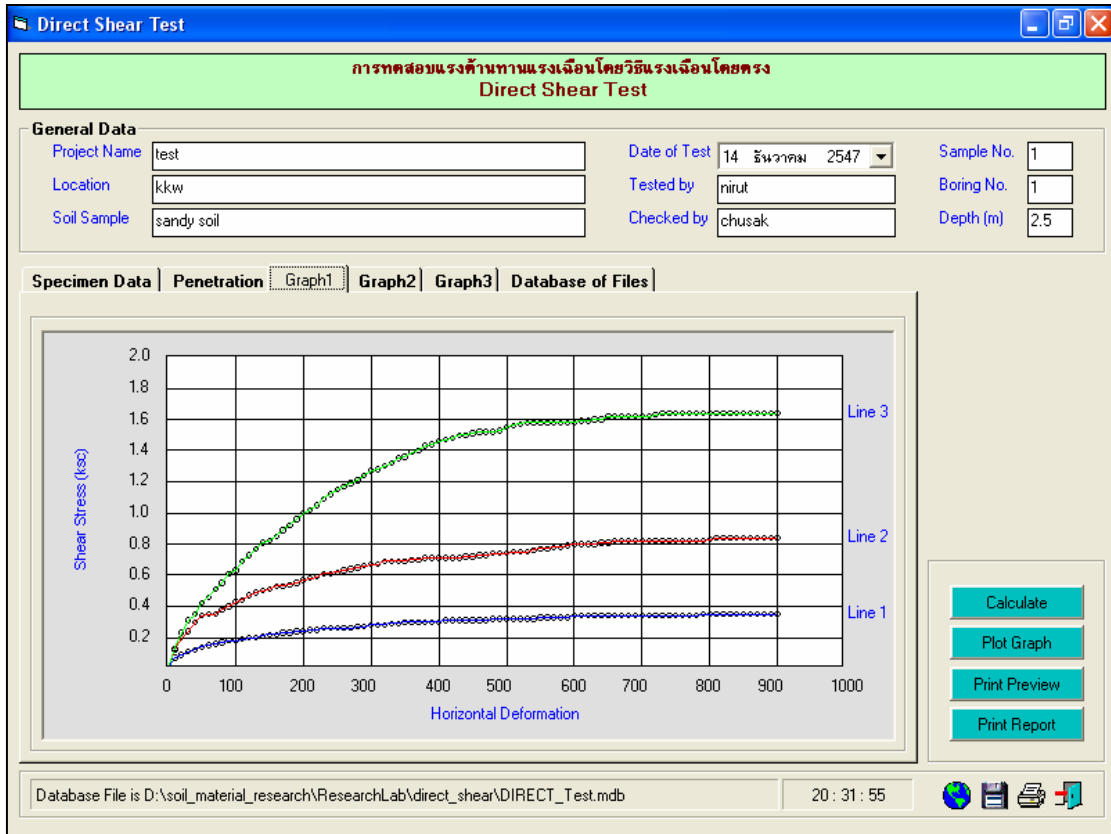 Direct Shear Test
การทดสอบแรงต้านทานแรงเฉือนโดยวิธีแรงเฉือนโดยตรง
Direct Shear Test
General Data
Project Name test Date of Test 14 ธันวาคม 2547 Sample No. 1
Location kkw Tested by nirut Boring No. 1
Soil Sample sandy soil Checked by chusak Depth (m) 2.5
Specimen Data Penetration Graph1 Graph2 Graph3 Database of Files
Shear Stress (ksc)
2.0
1.8
1.6
1.4
1.2
1.0
0.8
0.6
0.4
0.2
Line 3
Line 2
Line 1
0 100 200 300 400 500 600 700 800 900 1000
Horizontal Deformation
Calculate
Plot Graph
Print Preview
Print Report
Database File is D:\soil_material_research\ResearchLab\direct_shear\DIRECT_Test.mdb 20 : 31 : 55